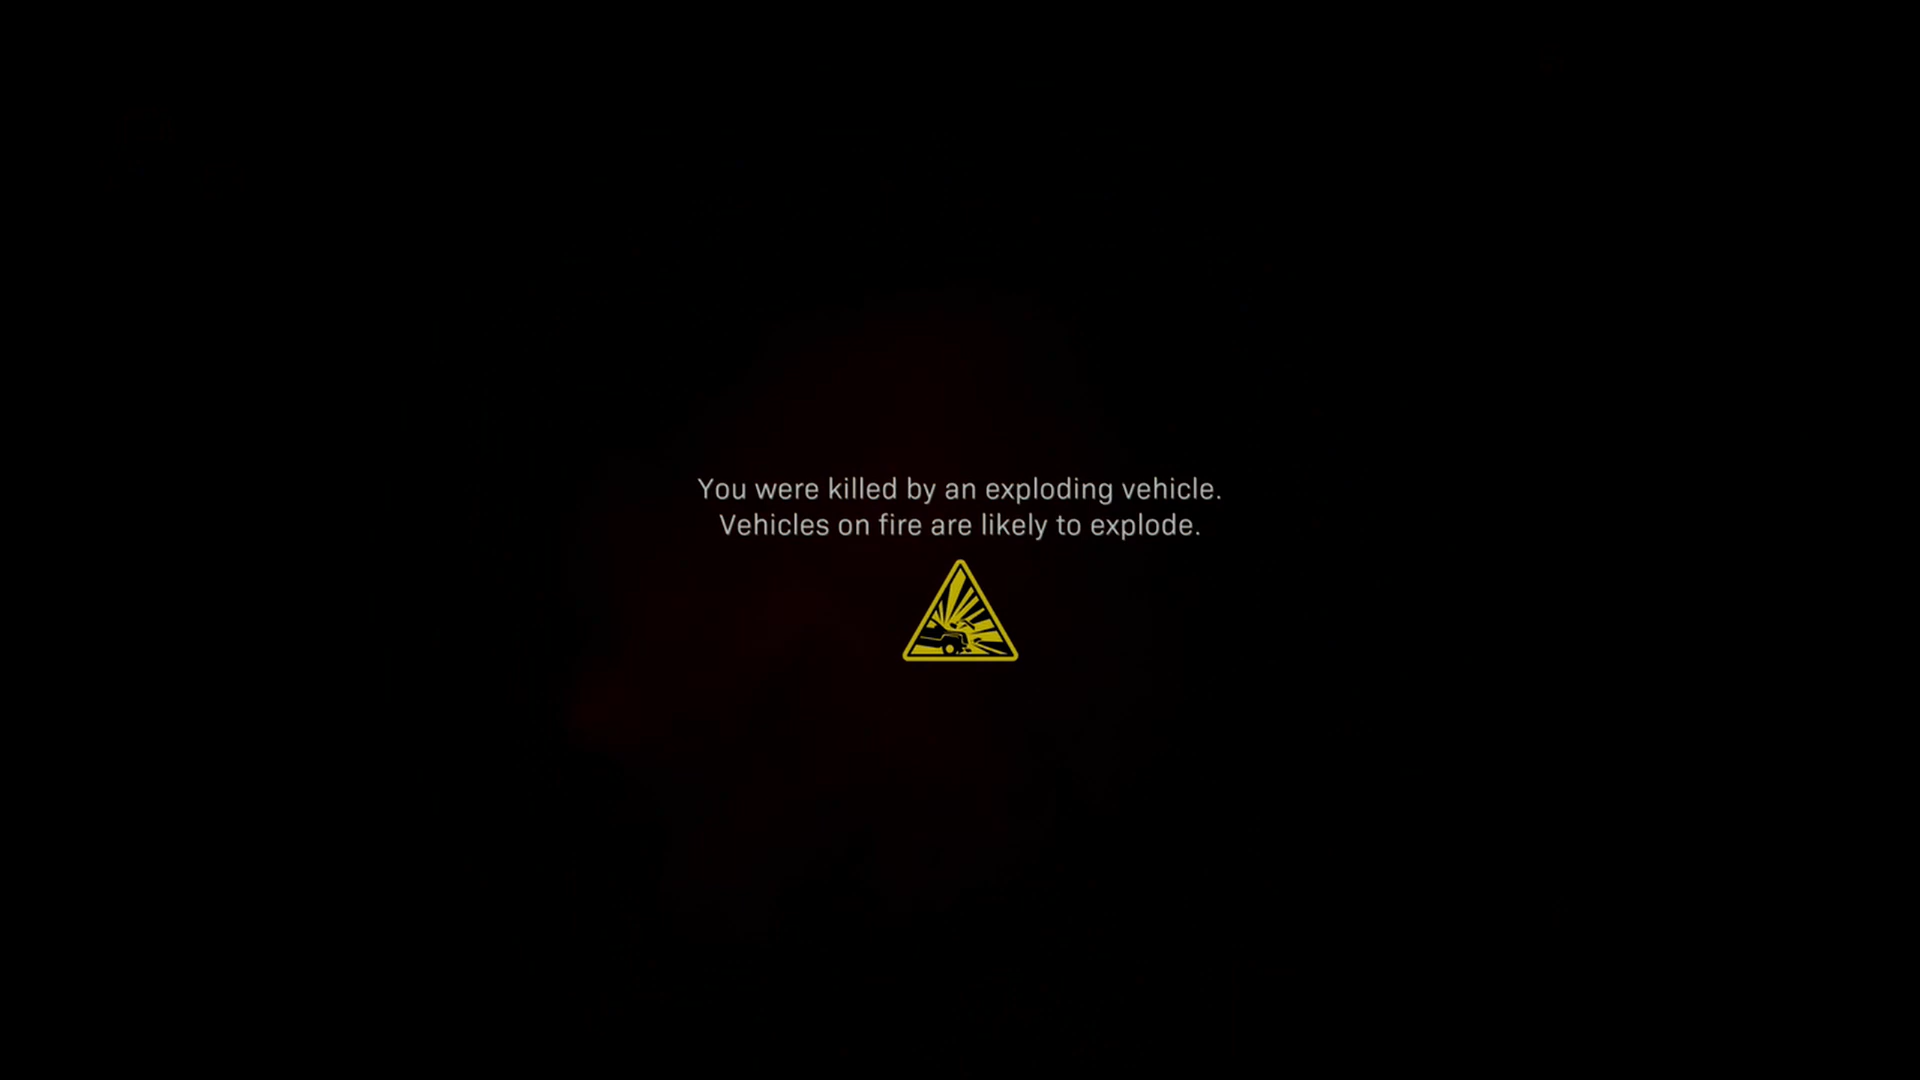 You were killed by an exploding vehicle.
Vehicles on fire are likely to explode.